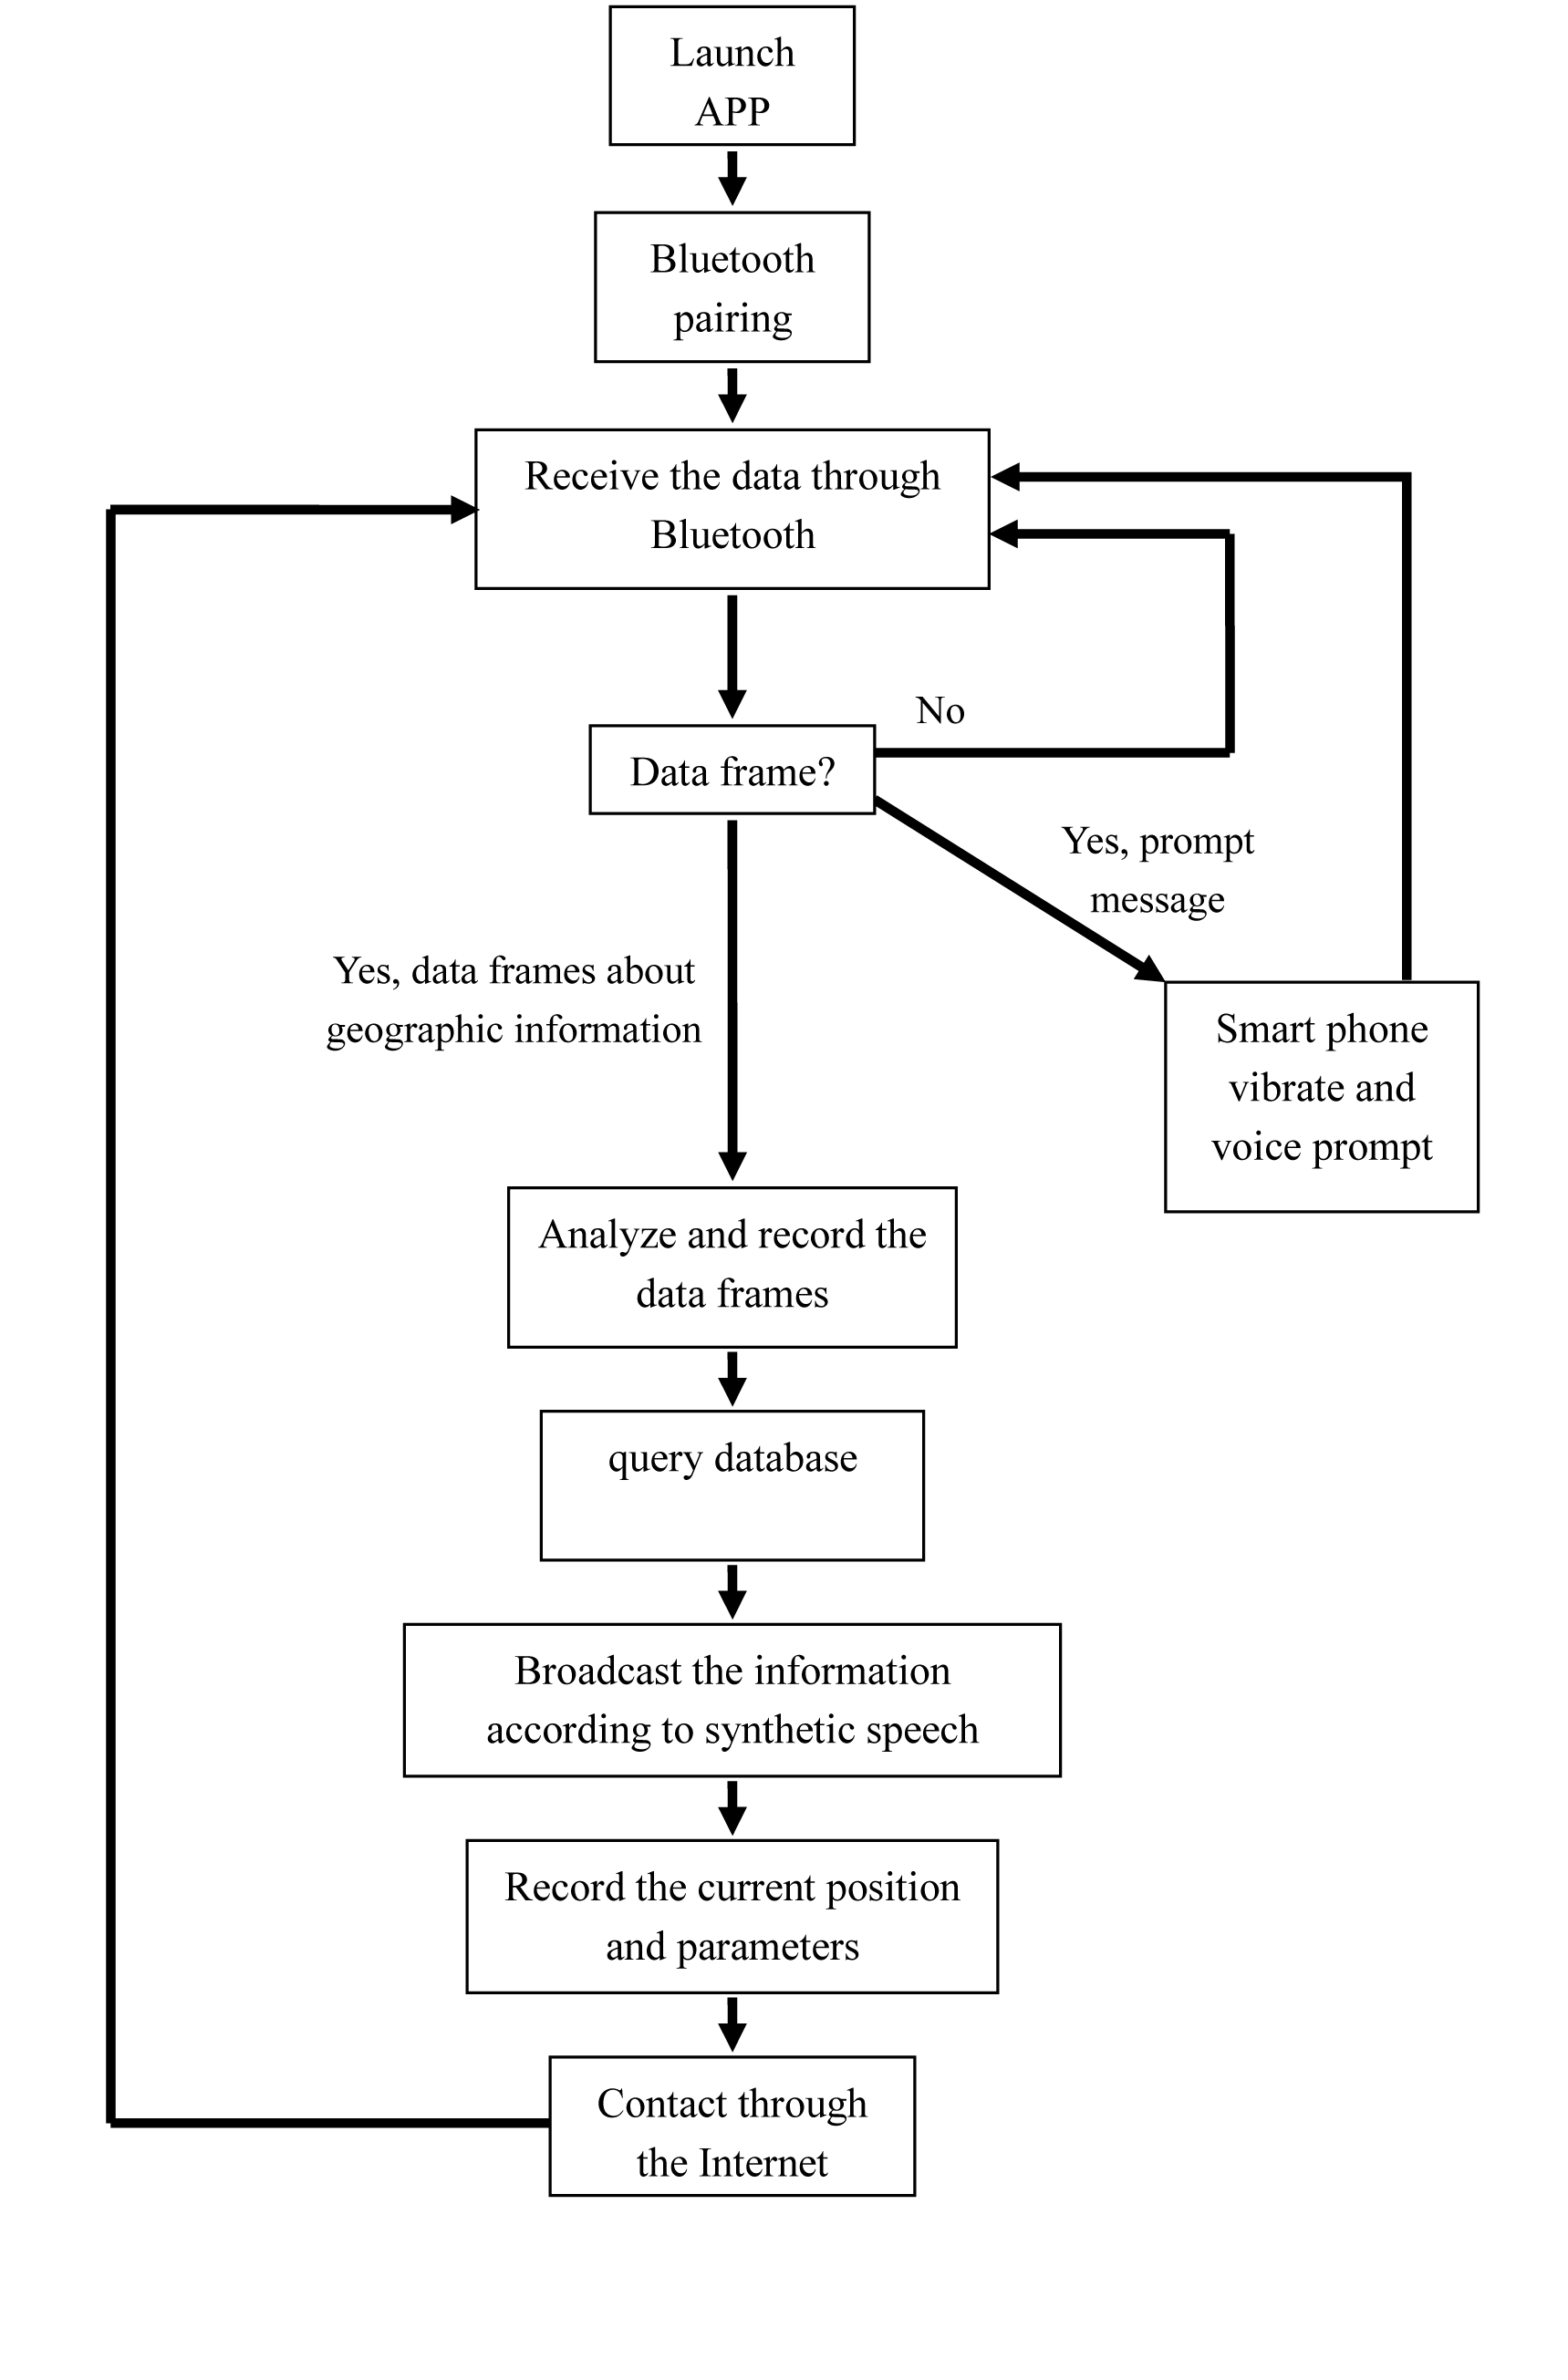 Launch
APP
Bluetooth
pairing
Receive the data through
Bluetooth
No
Data frame?
Yes, prompt
message
Yes, data frames about
geographic information
Smart phone
vibrate and
voice prompt
Analyze and record the
data frames
query database
Broadcast the information
according to synthetic speech
Record the current position
and parameters
Contact through
the Internet